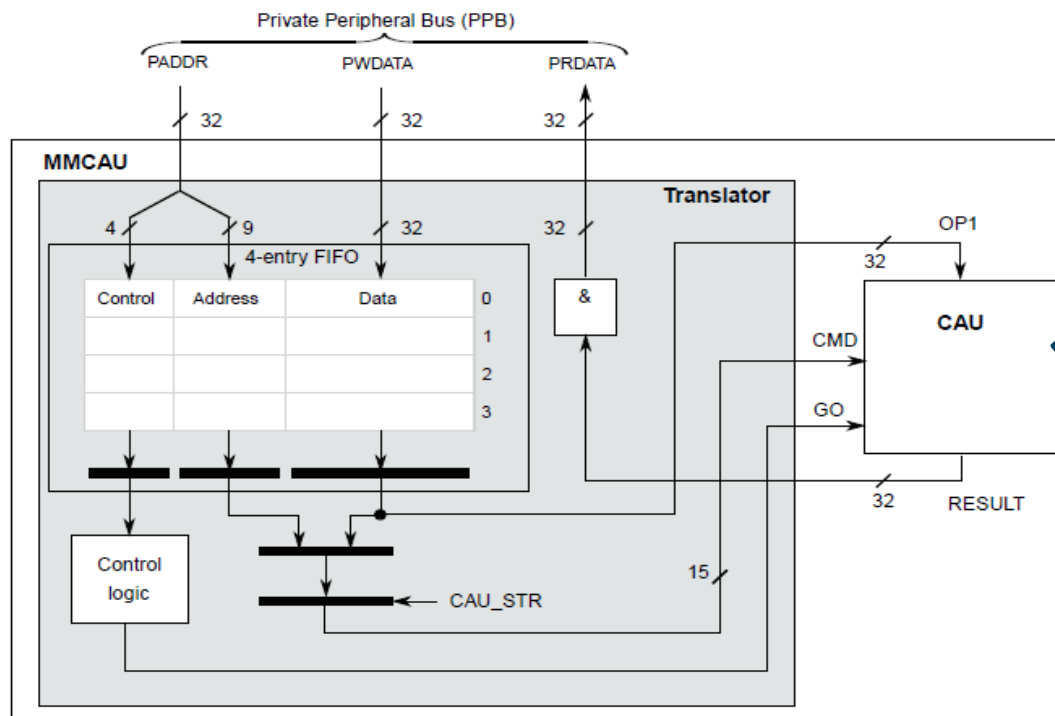 Private Peripheral Bus (PPB)
PADDR PWDATA PRDATA
32 32 32
MMCAU
Translator
4 9 32 32
OP1
32
4-entry FIFO
Control Address Data 0
&
1
CAU
2
CMD
3
GO
32
RESULT
Control
logic
15
CAU_STR